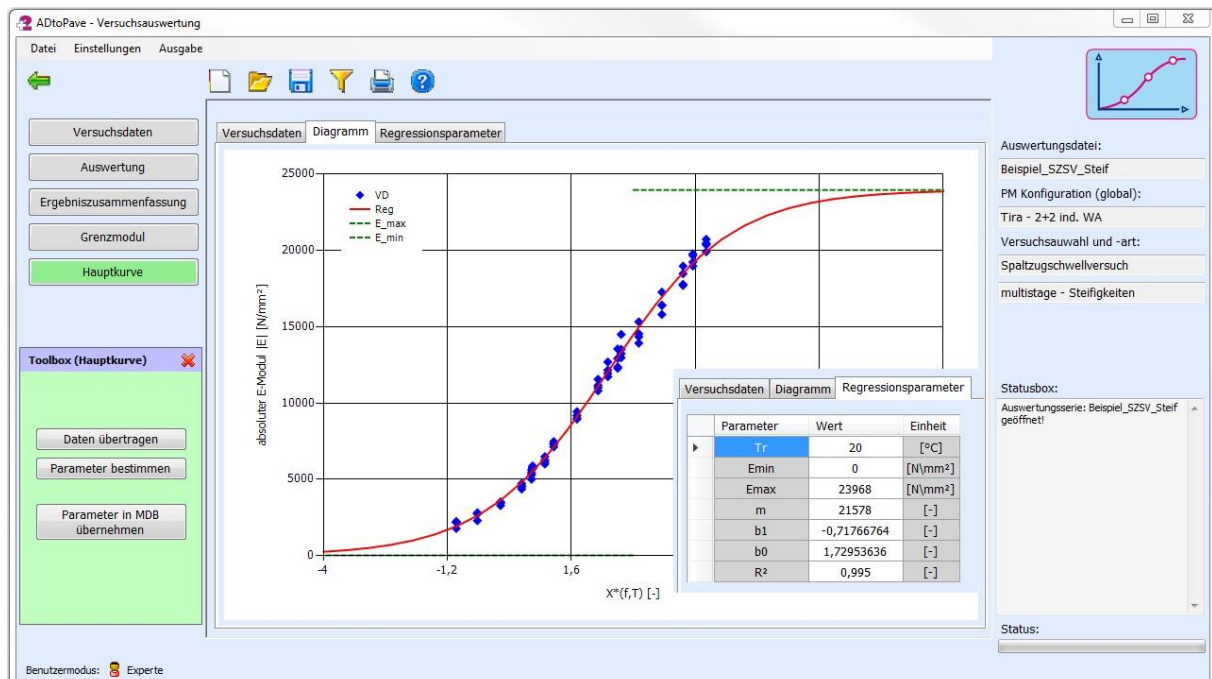 ADtoPave - Versuchsauswertung
Datei Einstellungen Ausgabe
Versuchsdaten
Auswertung
Ergebniszusammenfassung
Grenzmodul
Hauptkurve
Toolbox (Hauptkurve)
Daten übertragen
Parameter bestimmen
Parameter in MDB
übernehmen
Benutzermodus: Experte
Versuchsdaten Diagramm Regressionsparameter
absoluter E-Modul |E| [N/mm²]
25000
20000
15000
10000
5000
0
VD
Reg
E_max
E_min
-4 -1,2 1,6
X*(f,T) [-]
Versuchsdaten Diagramm Regressionsparameter
Parameter Wert Einheit
Tr 20 [°C]
Emin 0 [N\mm²]
Emax 23968 [N\mm²]
m 21578 [-]
b1 -0,71766764 [-]
b0 1,72953636 [-]
R² 0,995 [-]
Auswertungsdatei:
Beispiel_SZSV_Steif
PM Konfiguration (global):
Tira - 2+2 ind. WA
Versuchsauwahl und -art:
Spaltzugschwellversuch
multistage - Steifigkeiten
Statusbox:
Auswertungsserie: Beispiel_SZSV_Steif
geöffnet!
Status: